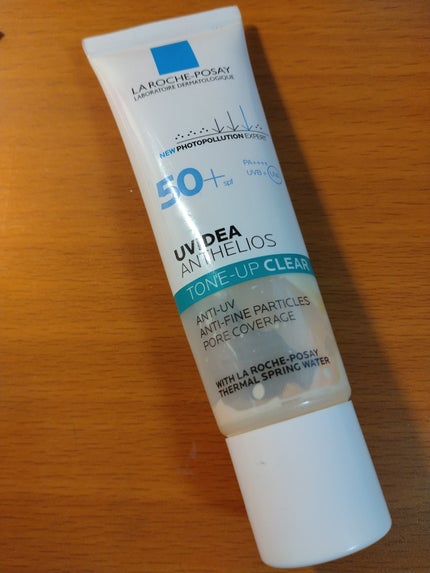 LA ROCHE-POSAY
LABORATOIRE DERMATOLOGIQUE
NEW PHOTOPOLLUTION EXPERT
50+ spf
PA++++
UVB+ UVA
UVIDEA
ANTHELIOS
TONE-UP CLEAR
ANTI-UV
ANTI-FINE PARTICLES
PORE COVERAGE
WITH LA ROCHE-POSAY
THERMAL SPRING WATER